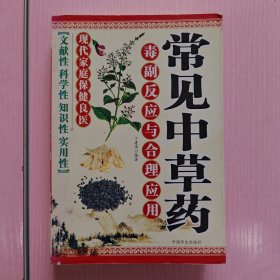 常见中草药
毒副反应与合理应用
现代家庭保健良医
【文献性 科学性 知识性 实用性】